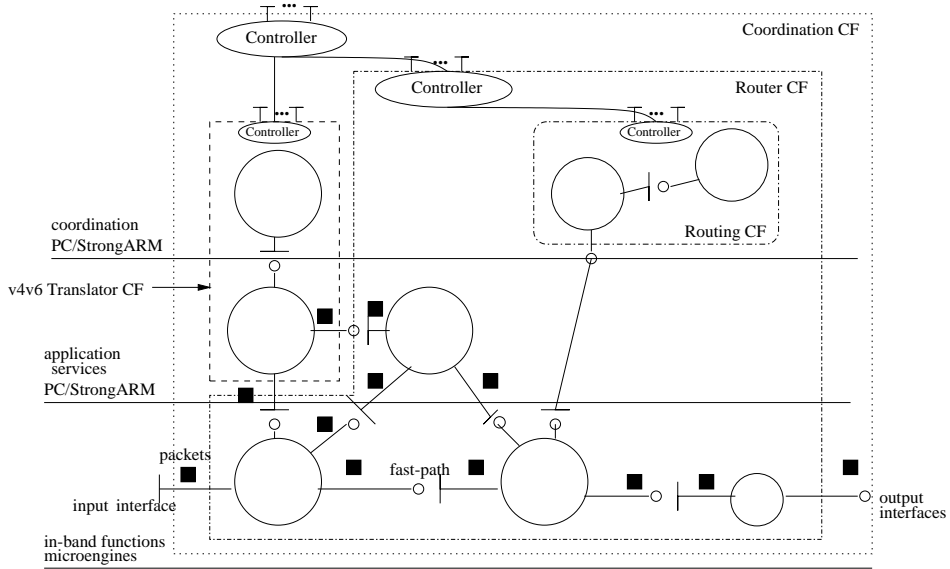 ...
Controller
Coordination CF
...
Controller
Router CF
...
Controller
...
Controller
Routing CF
coordination
PC/StrongARM
v4v6 Translator CF
application
services
PC/StrongARM
packets
fast-path
input interface
output
interfaces
in-band functions
microengines